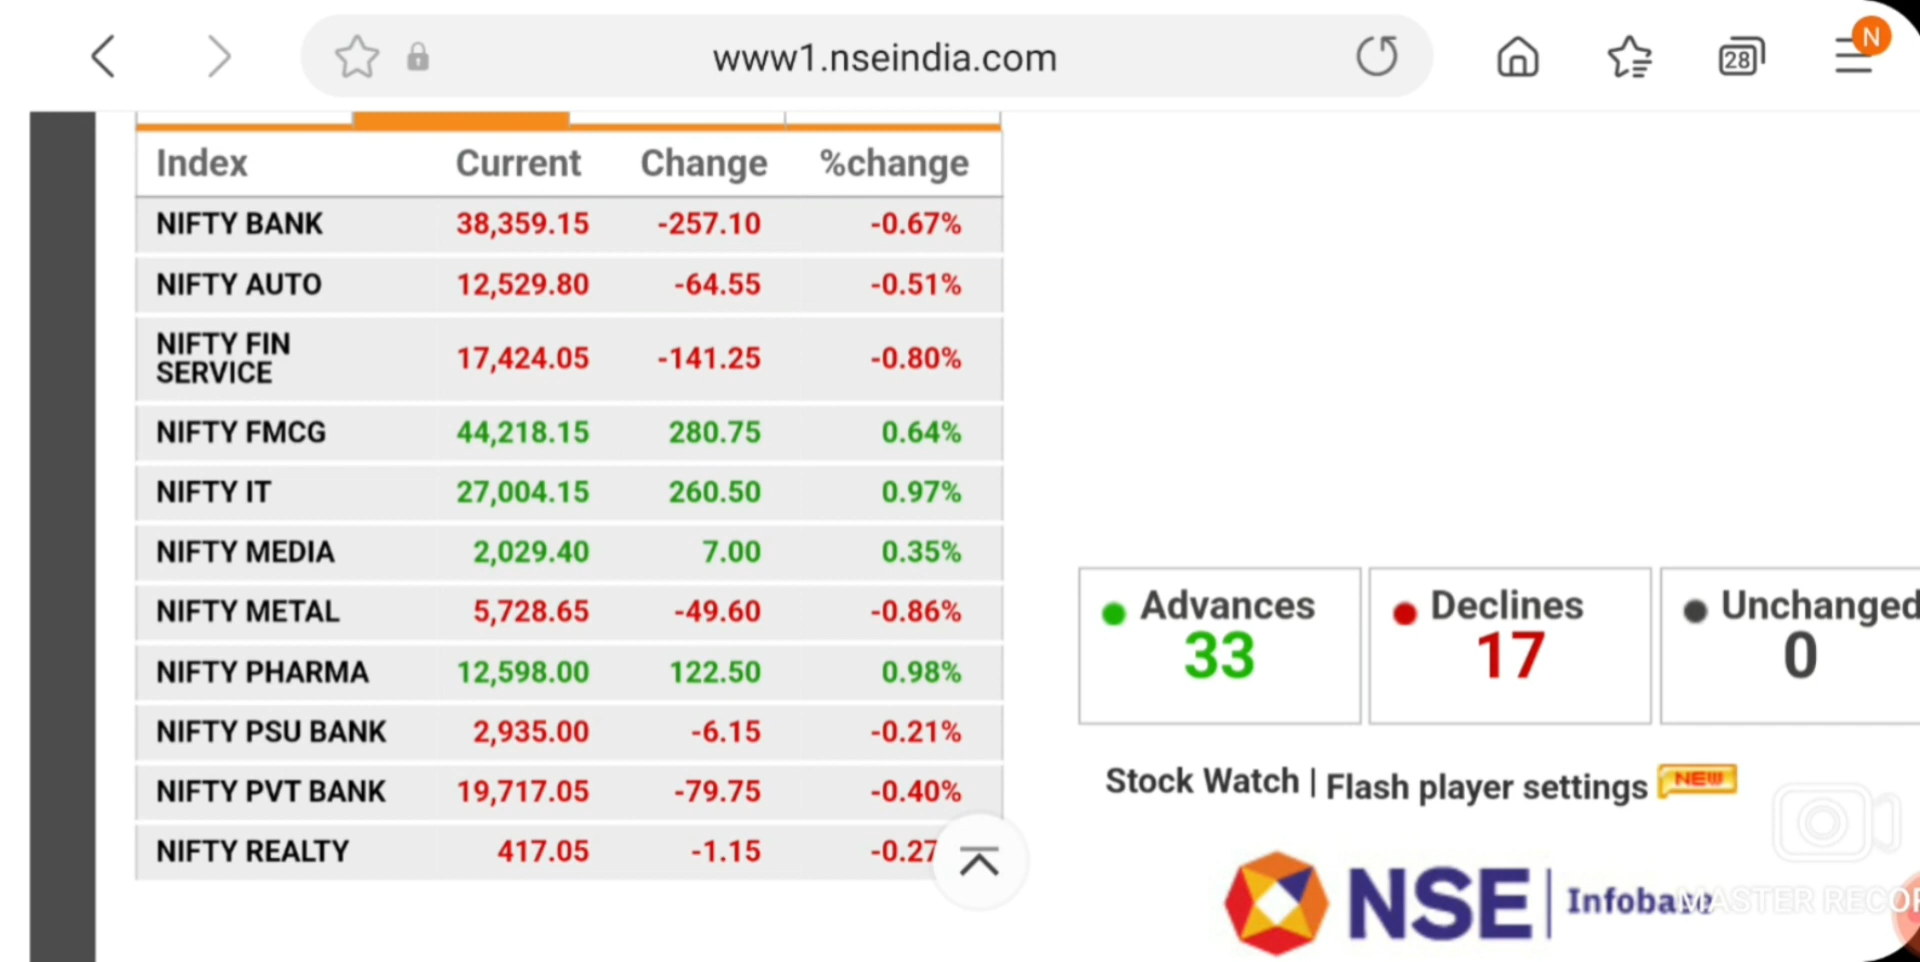 www1.nseindia.com
28
N
Index Current Change %change
NIFTY BANK 38,359.15 -257.10 -0.67%
NIFTY AUTO 12,529.80 -64.55 -0.51%
NIFTY FIN
SERVICE 17,424.05 -141.25 -0.80%
NIFTY FMCG 44,218.15 280.75 0.64%
NIFTY IT 27,004.15 260.50 0.97%
NIFTY MEDIA 2,029.40 7.00 0.35%
NIFTY METAL 5,728.65 -49.60 -0.86%
NIFTY PHARMA 12,598.00 122.50 0.98%
NIFTY PSU BANK 2,935.00 -6.15 -0.21%
NIFTY PVT BANK 19,717.05 -79.75 -0.40%
NIFTY REALTY 417.05 -1.15 -0.27
Advances
33
Declines
17
Unchanged
0
Stock Watch | Flash player settings NEW
NSE
MASTER RECOR